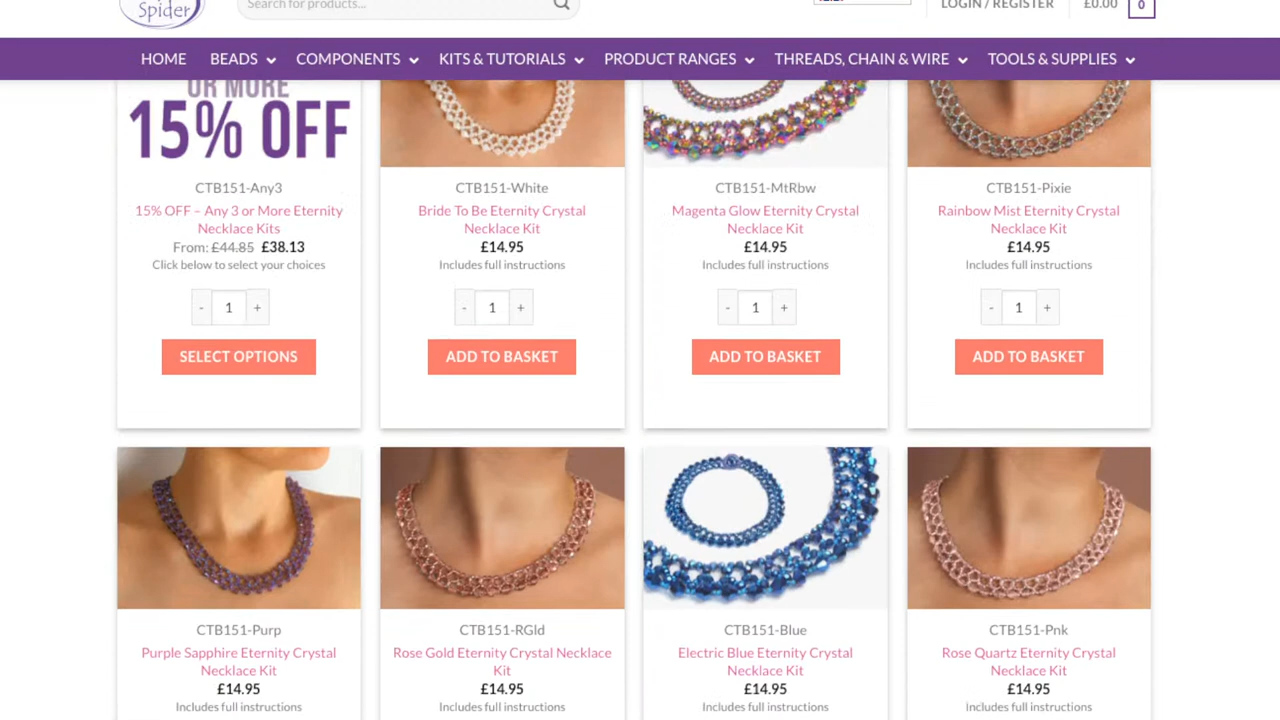 Spider
Search for products...
LOGIN / REGISTER
£0.00
0
HOME
BEADS
COMPONENTS
KITS & TUTORIALS
PRODUCT RANGES
THREADS, CHAIN & WIRE
TOOLS & SUPPLIES
OR MORE
15% OFF
CTB151-Any3
15% OFF – Any 3 or More Eternity
Necklace Kits
From: £44.85 £38.13
Click below to select your choices
- 1 +
SELECT OPTIONS
CTB151-White
Bride To Be Eternity Crystal
Necklace Kit
£14.95
Includes full instructions
- 1 +
ADD TO BASKET
CTB151-MtRbw
Magenta Glow Eternity Crystal
Necklace Kit
£14.95
Includes full instructions
- 1 +
ADD TO BASKET
CTB151-Pixie
Rainbow Mist Eternity Crystal
Necklace Kit
£14.95
Includes full instructions
- 1 +
ADD TO BASKET
CTB151-Purp
Purple Sapphire Eternity Crystal
Necklace Kit
£14.95
Includes full instructions
CTB151-RGld
Rose Gold Eternity Crystal Necklace
Kit
£14.95
Includes full instructions
CTB151-Blue
Electric Blue Eternity Crystal
Necklace Kit
£14.95
Includes full instructions
CTB151-Pnk
Rose Quartz Eternity Crystal
Necklace Kit
£14.95
Includes full instructions